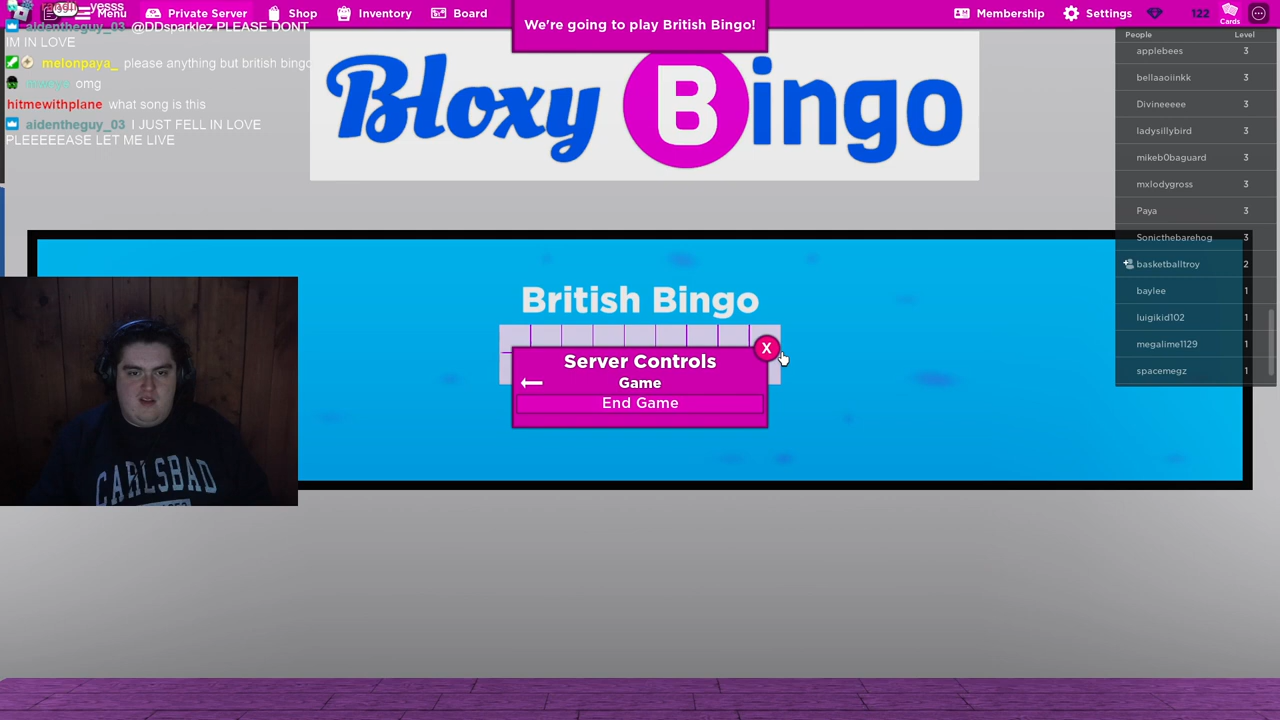 Menu
Private Server
Shop
Inventory
Board
We're going to play British Bingo!
Membership
Settings
122
Cards
yesss
aidentheguy_03 @DDsparklez PLEASE DONT
IM IN LOVE
melonpaya_ please anything but british bingo
omg
hitmewithplane what song is this
aidentheguy_03 I JUST FELL IN LOVE
PLEEEEEASE LET ME LIVE
Bloxy Bingo
People Level
applebees 3
bellaaoiinkk 3
Divineeeee 3
ladysillybird 3
mikeb0baguard 3
mxlodygross 3
Paya 3
Sonicthebarehog 3
basketballtroy 2
baylee 1
luigikid102 1
megalime1129 1
spacemegz 1
British Bingo
Server Controls
X
Game
End Game
CARLSBAD